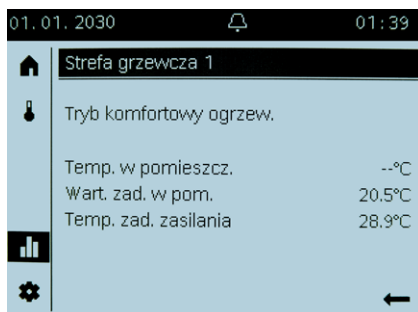 01.01.2030 01:39
Strefa grzewcza 1
Tryb komfortowy ogrzew.
Temp. w pomieszcz. --°C
Wart. zad. w pom. 20.5°C
Temp. zad. zasilania 28.9°C